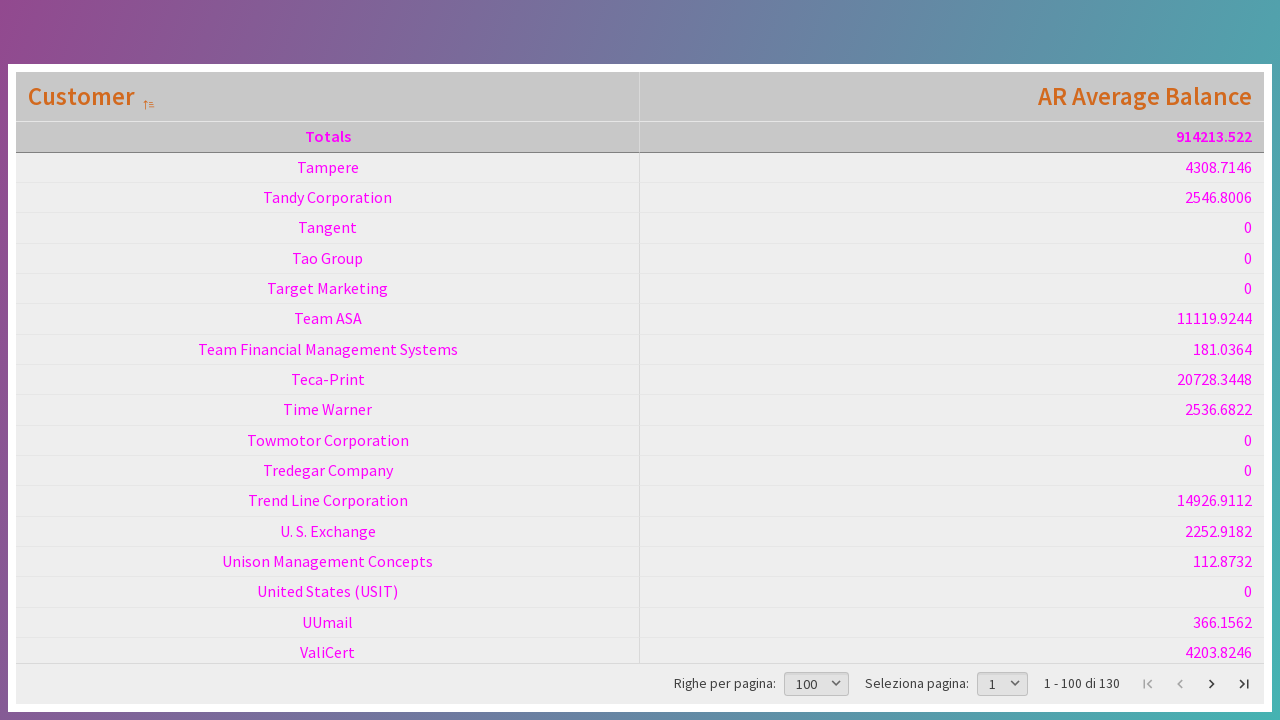 Customer AR Average Balance
Totals 914213.522
Tampere 4308.7146
Tandy Corporation 2546.8006
Tangent 0
Tao Group 0
Target Marketing 0
Team ASA 11119.9244
Team Financial Management Systems 181.0364
Teca-Print 20728.3448
Time Warner 2536.6822
Towmotor Corporation 0
Tredegar Company 0
Trend Line Corporation 14926.9112
U. S. Exchange 2252.9182
Unison Management Concepts 112.8732
United States (USIT) 0
UUmail 366.1562
ValiCert 4203.8246
Righe per pagina: 100 Seleziona pagina: 1 1 - 100 di 130